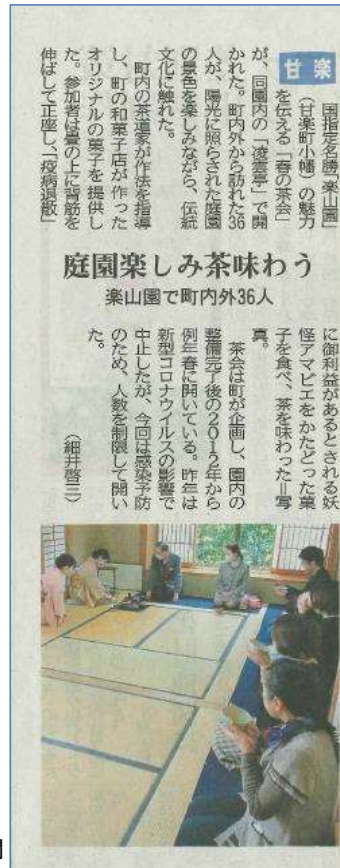 甘楽
国指定名勝「楽山園」
(甘楽町小幡)の魅力
を伝える「春の茶会」
が、同園内の「凌雲亭」で開
かれた。町内外から訪れた36
人が、陽光に照らされた庭園
の景色を楽しみながら、伝統
文化に触れた。
町内の茶道家が作法を指導
し、町の和菓子店が作った
オリジナルの菓子を提供し
た。参加者は畳の上に背筋を
伸ばして正座し、「疫病退散」
庭園楽しみ茶味わう
楽山園で町内外36人
に御利益があるとされる妖
怪アマビエをかたどった菓
子を食べ、茶を味わった=写
真。
茶会は町が企画し、園内の
整備完了後の2012年から
例年春に開いている。昨年は
新型コロナウイルスの影響で
中止したが、今回は感染予防
のため、人数を制限して開い
た。
(細井啓三)